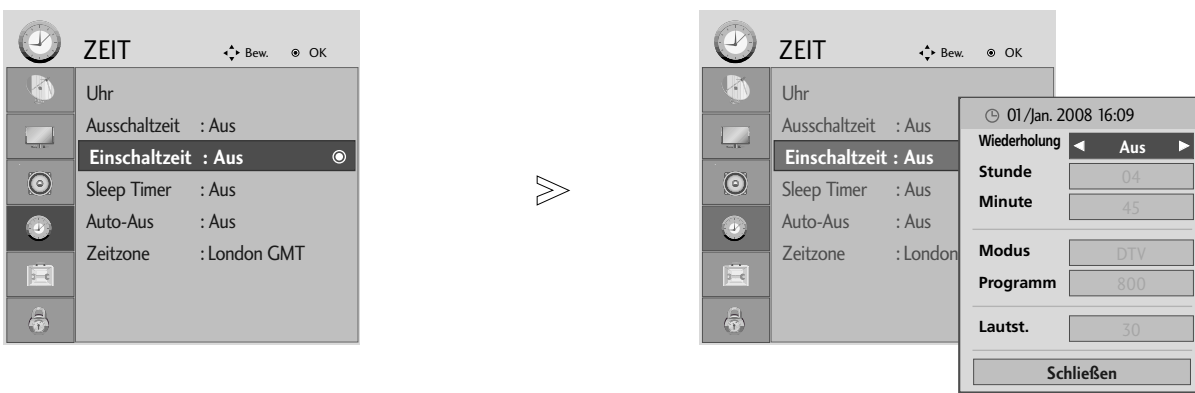 ZEIT Bew. OK
Uhr
Ausschaltzeit : Aus
Einschaltzeit : Aus
Sleep Timer : Aus
Auto-Aus : Aus
Zeitzone : London GMT
ZEIT Bew. OK
Uhr
Ausschaltzeit : Aus
Einschaltzeit : Aus
Sleep Timer : Aus
Auto-Aus : Aus
Zeitzone : London
01/Jan. 2008 16:09
Wiederholung Aus
Stunde 04
Minute 45
Modus DTV
Programm 800
Lautst. 30
Schließen